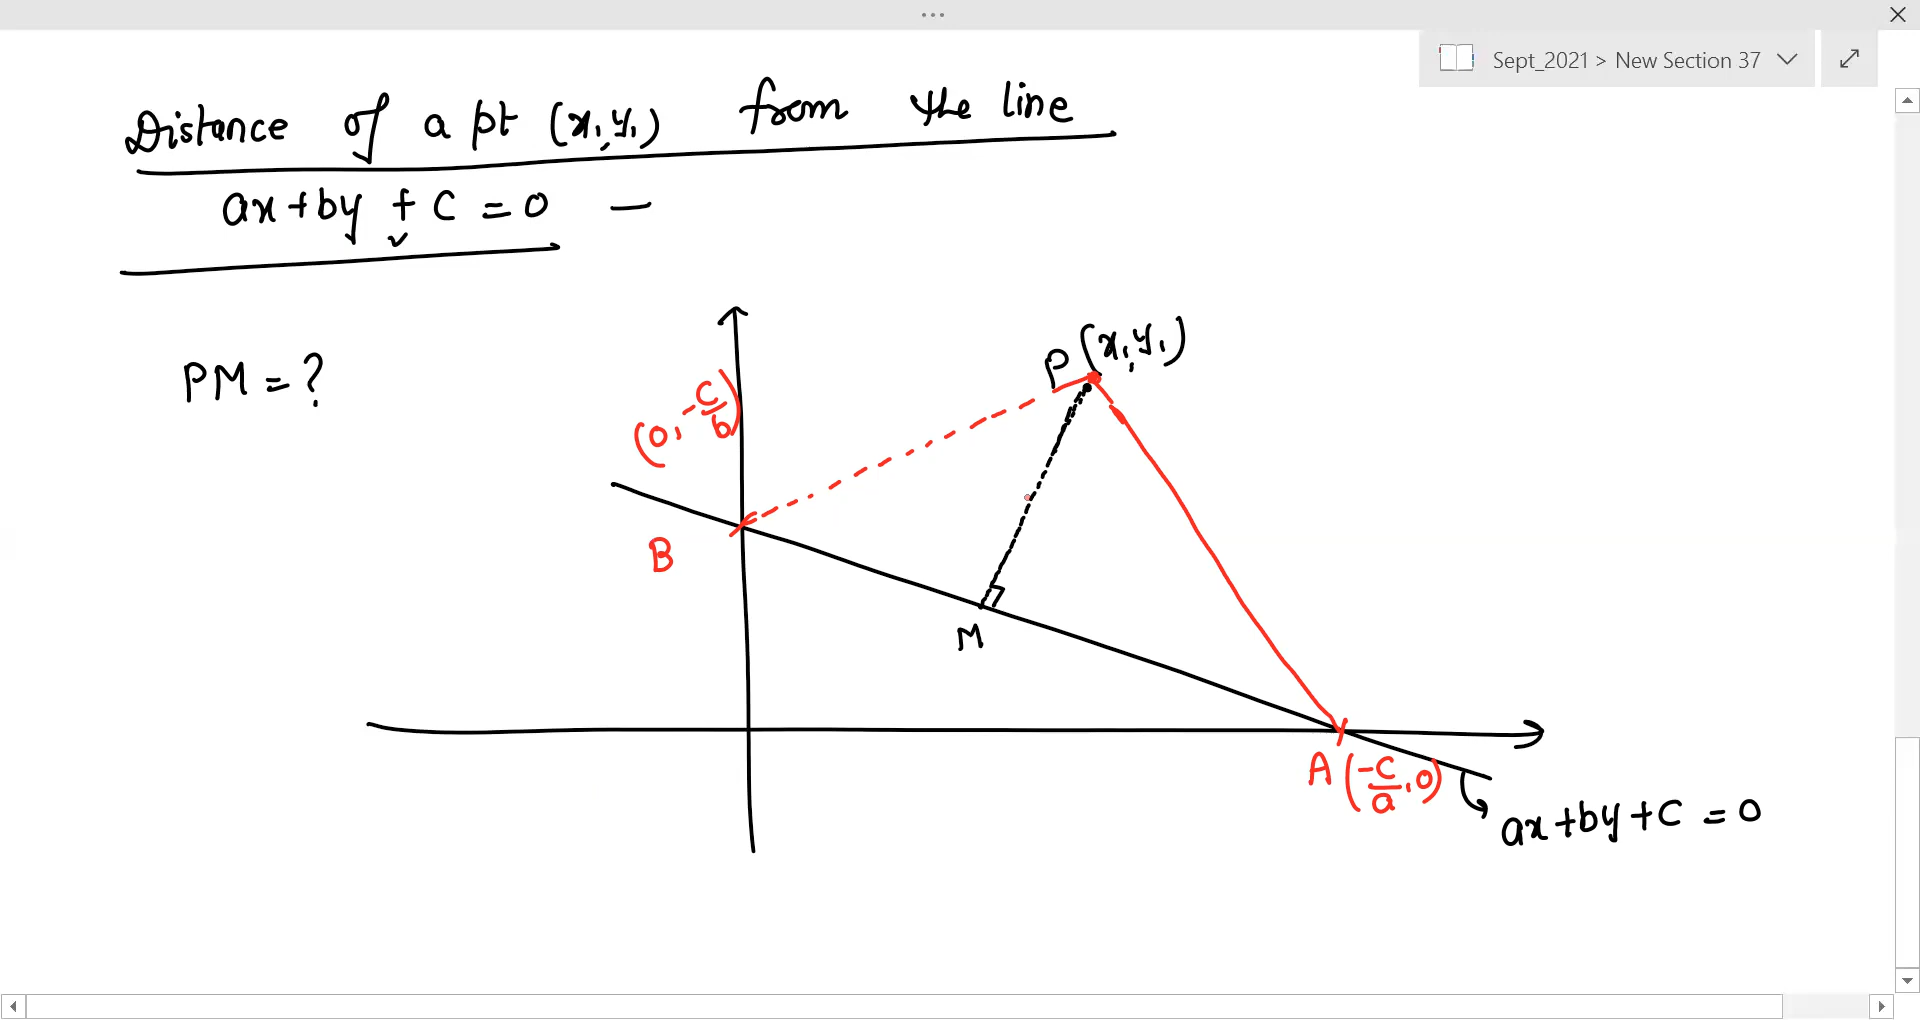 Sept_2021 > New Section 37
Distance of a pt (x₁,y₁) from the line
ax+by+c=0 –
PM=?
P(x₁,y₁)
(0, -c/b)
B
M
A(-c/a,0)
ax+by+c=0